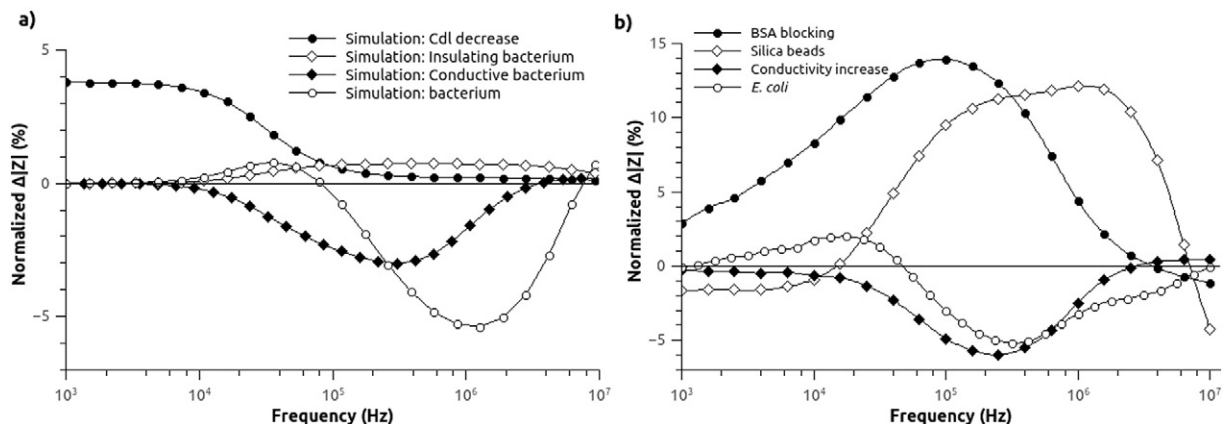 a)
Simulation: Cdl decrease
Simulation: Insulating bacterium
Simulation: Conductive bacterium
Simulation: bacterium
Normalized Δ|Z| (%)
5
0
−5
10³ 10⁴ 10⁵ 10⁶ 10⁷
Frequency (Hz)
b)
BSA blocking
Silica beads
Conductivity increase
E. coli
Normalized Δ|Z| (%)
15
10
5
0
−5
10³ 10⁴ 10⁵ 10⁶ 10⁷
Frequency (Hz)